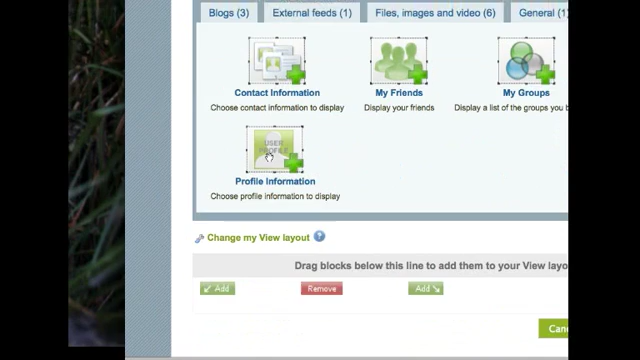 Blogs (3) External feeds (1) Files, images and video (6) General (1)
Contact Information My Friends My Groups
Choose contact information to display Display your friends Display a list of the groups you b
USER
PROFILE
Profile Information
Choose profile information to display
Change my View layout ?
Drag blocks below this line to add them to your View layo
Add Remove Add
Canc